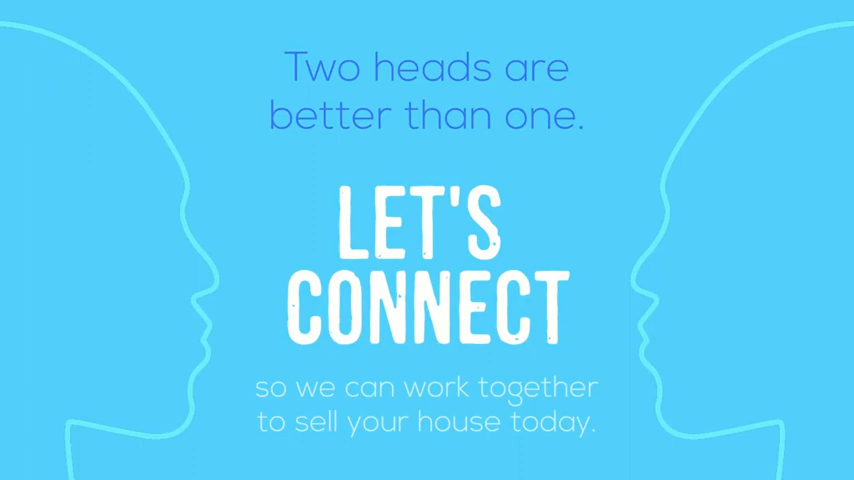 Two heads are
better than one.
LET'S
CONNECT
so we can work together
to sell your house today.